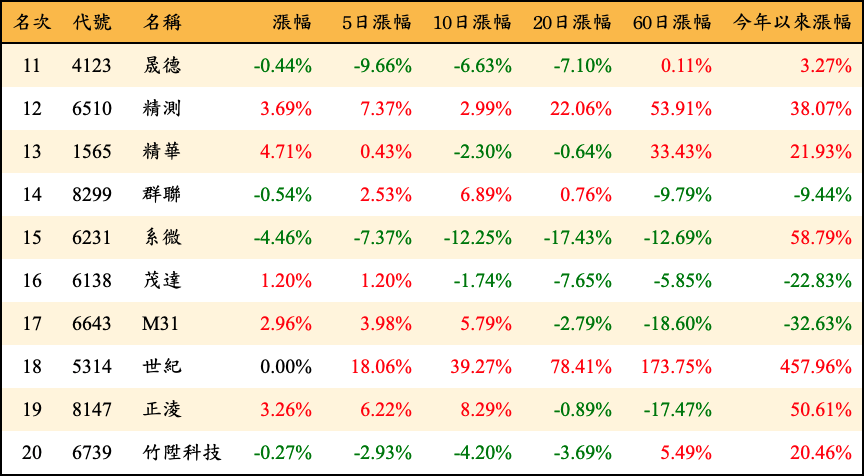 名次 代號 名稱 漲幅 5日漲幅 10日漲幅 20日漲幅 60日漲幅 今年以來漲幅
11 4123 晟德 -0.44% -9.66% -6.63% -7.10% 0.11% 3.27%
12 6510 精測 3.69% 7.37% 2.99% 22.06% 53.91% 38.07%
13 1565 精華 4.71% 0.43% -2.30% -0.64% 33.43% 21.93%
14 8299 群聯 -0.54% 2.53% 6.89% 0.76% -9.79% -9.44%
15 6231 系微 -4.46% -7.37% -12.25% -17.43% -12.69% 58.79%
16 6138 茂達 1.20% 1.20% -1.74% -7.65% -5.85% -22.83%
17 6643 M31 2.96% 3.98% 5.79% -2.79% -18.60% -32.63%
18 5314 世紀 0.00% 18.06% 39.27% 78.41% 173.75% 457.96%
19 8147 正淩 3.26% 6.22% 8.29% -0.89% -17.47% 50.61%
20 6739 竹陞科技 -0.27% -2.93% -4.20% -3.69% 5.49% 20.46%